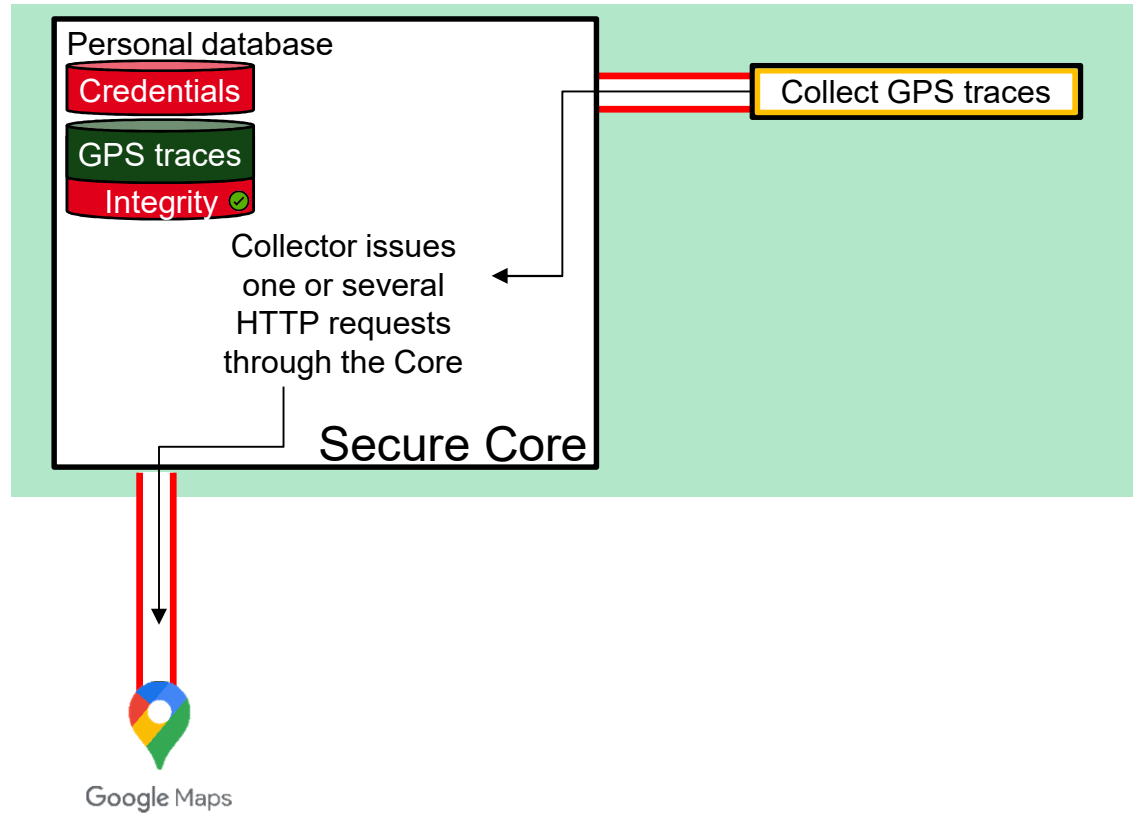 Personal database
Credentials
GPS traces
Integrity
Collect GPS traces
Collector issues
one or several
HTTP requests
through the Core
Secure Core
Google Maps